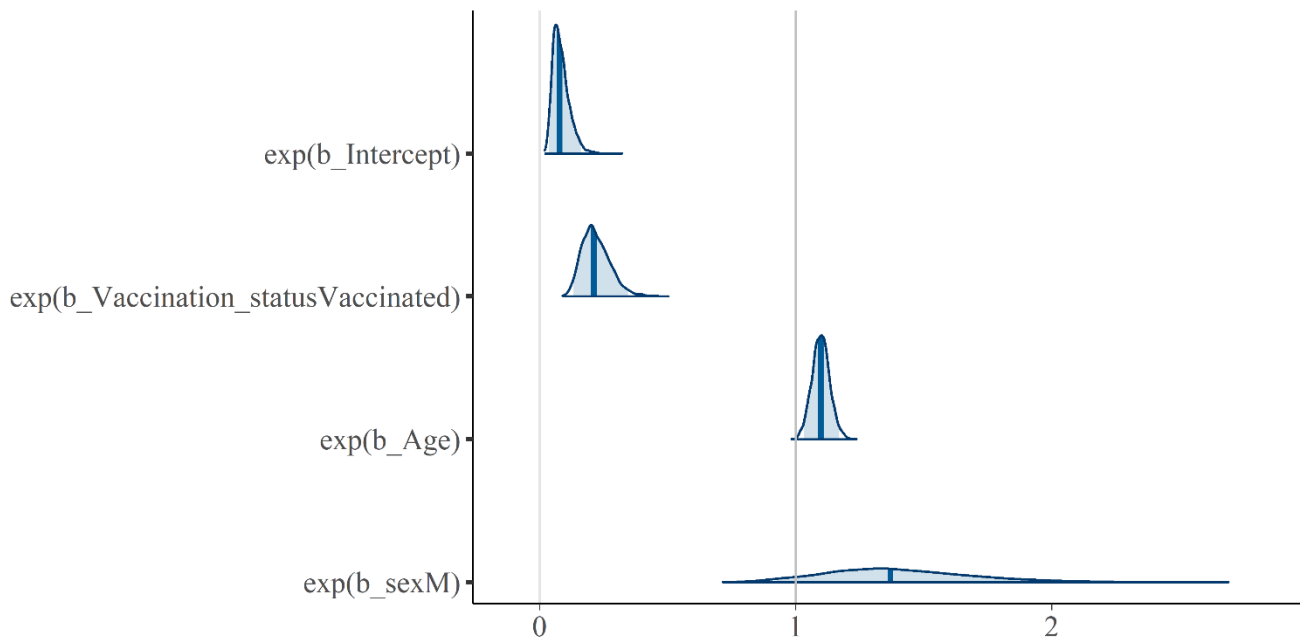 exp(b_Intercept)
exp(b_Vaccination_statusVaccinated)
exp(b_Age)
exp(b_sexM)
0 1 2